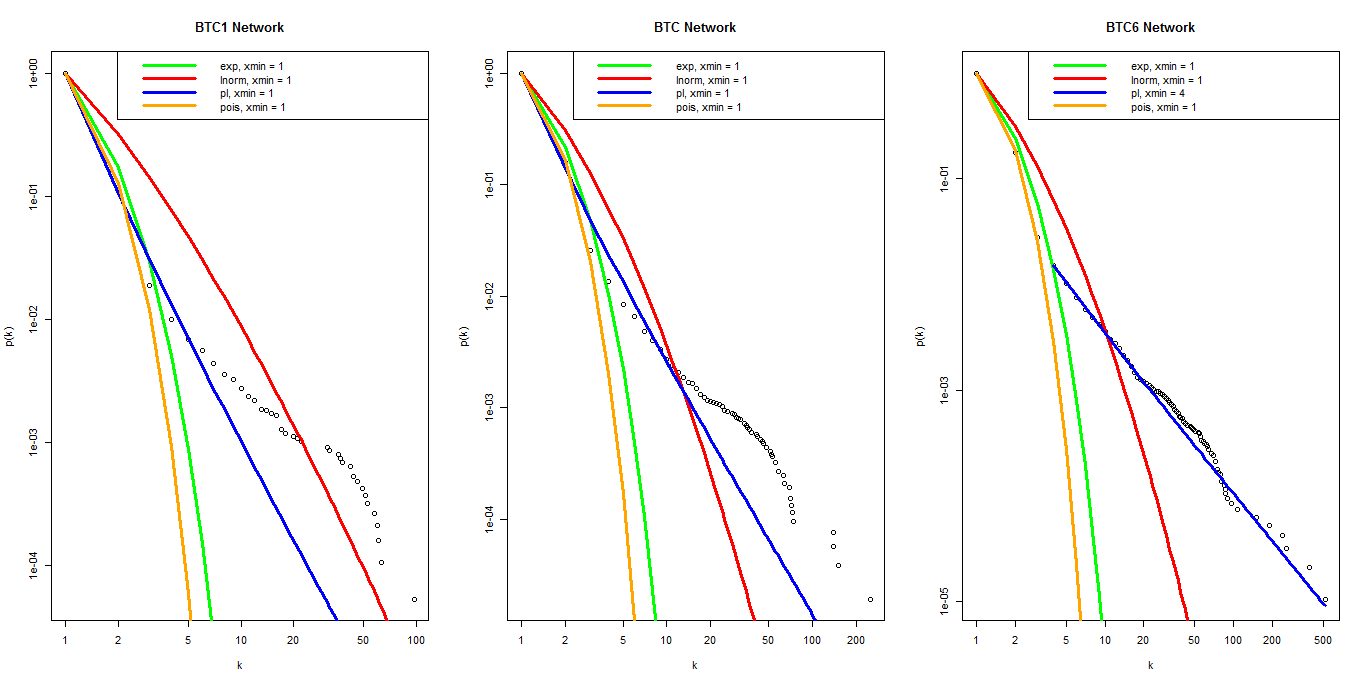 BTC1 Network
exp, xmin = 1
lnorm, xmin = 1
pl, xmin = 1
pois, xmin = 1
1e+00
1e-01
1e-02
1e-03
1e-04
p(k)
1 2 5 10 20 50 100
k
BTC Network
exp, xmin = 1
lnorm, xmin = 1
pl, xmin = 1
pois, xmin = 1
1e+00
1e-01
1e-02
1e-03
1e-04
p(k)
1 2 5 10 20 50 100 200
k
BTC6 Network
exp, xmin = 1
lnorm, xmin = 1
pl, xmin = 4
pois, xmin = 1
1e-01
1e-03
1e-05
p(k)
1 2 5 10 20 50 100 200 500
k